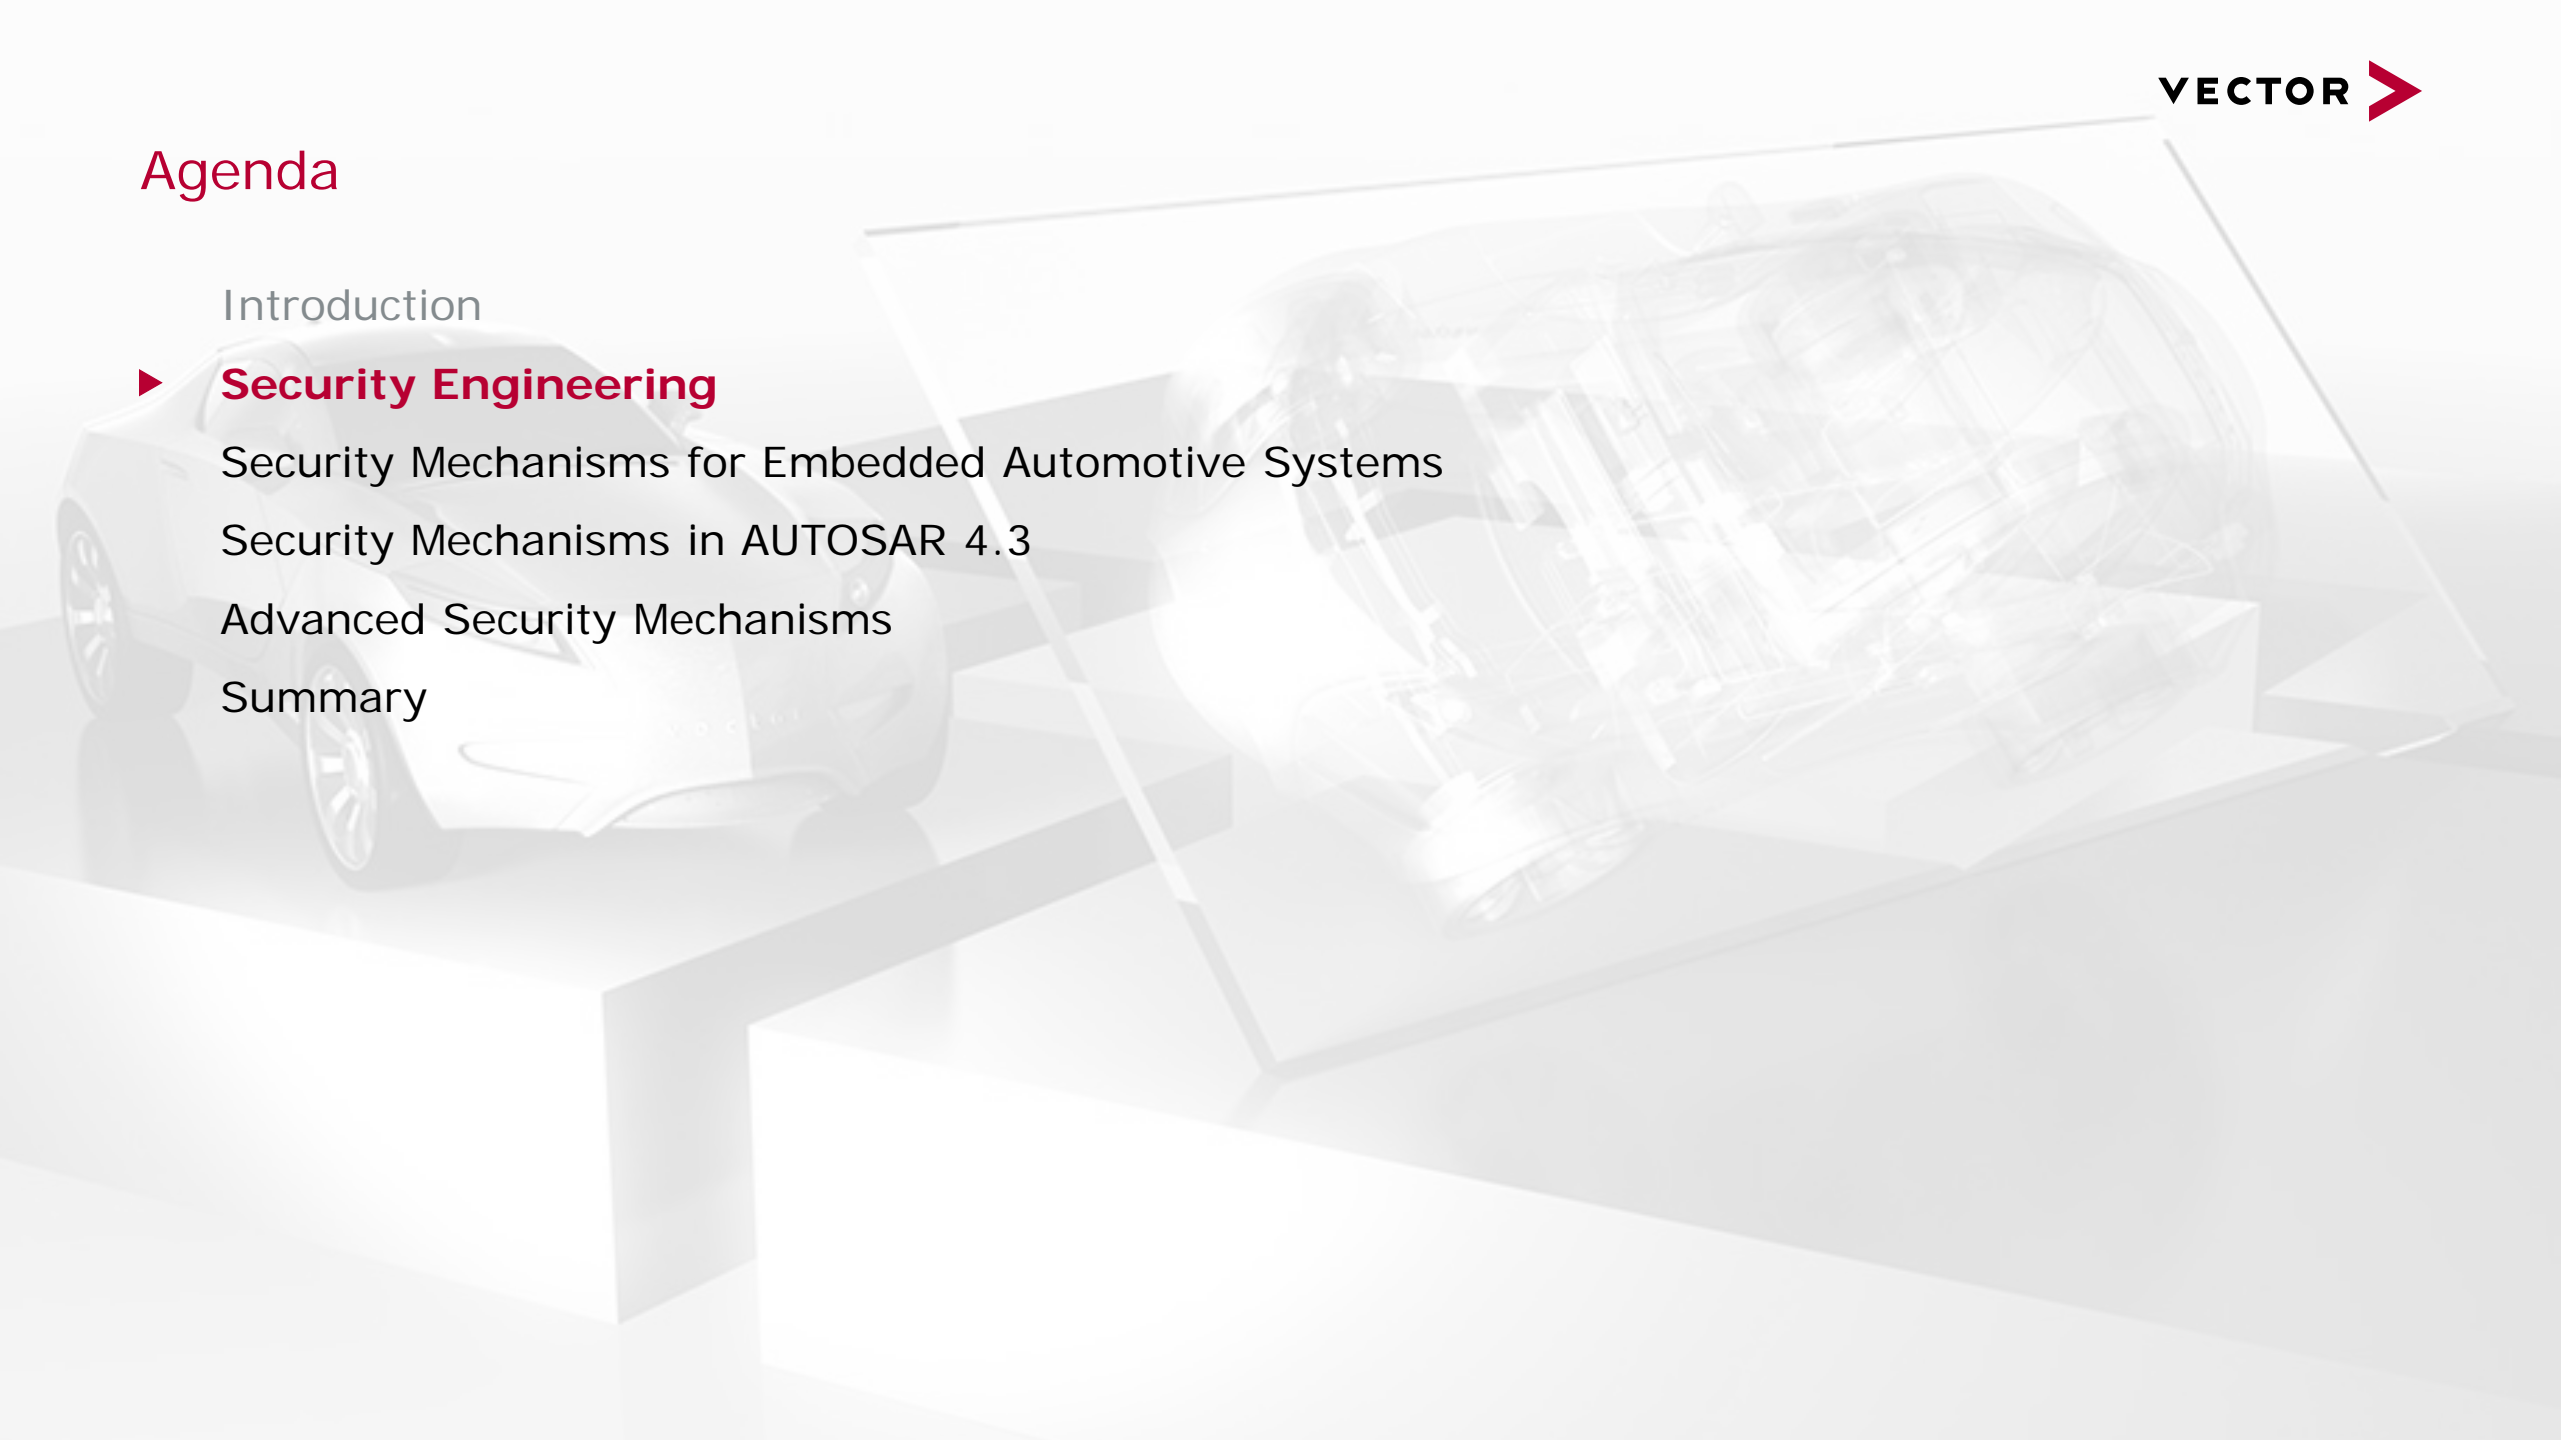 VECTOR
Agenda
Introduction
Security Engineering
Security Mechanisms for Embedded Automotive Systems
Security Mechanisms in AUTOSAR 4.3
Advanced Security Mechanisms
Summary